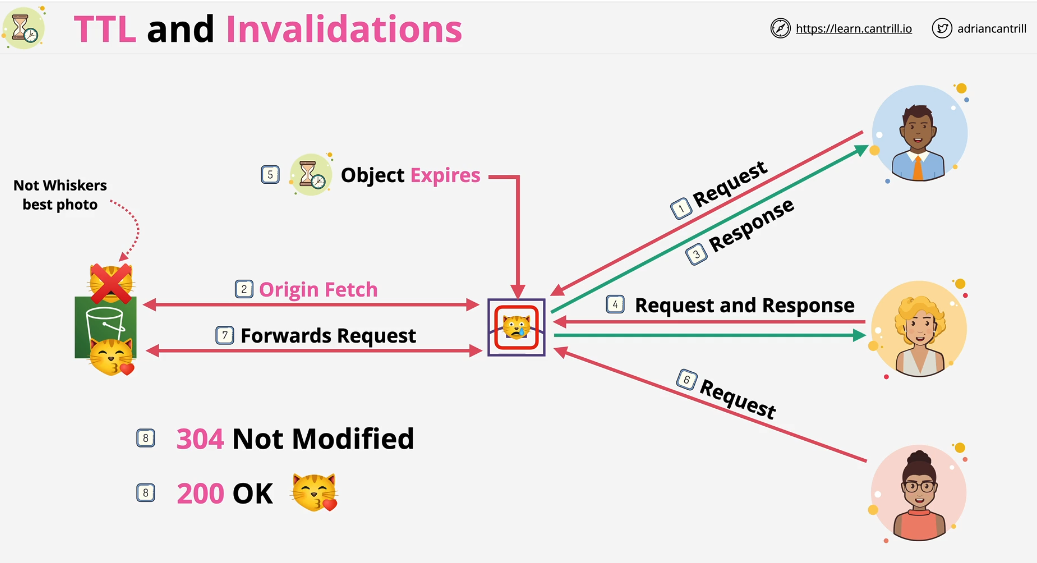 TTL and Invalidations
https://learn.cantrill.io
adriancantrill
5
Object Expires
Not Whiskers
best photo
1 Request
3 Response
2 Origin Fetch
4 Request and Response
7 Forwards Request
6 Request
8 304 Not Modified
8 200 OK